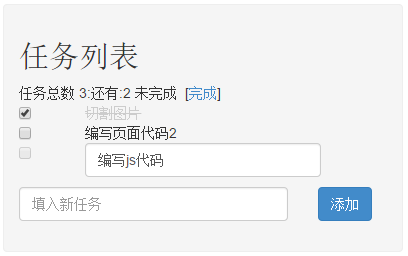 任务列表
任务总数 3:还有:2 未完成 [完成]
切割图片
编写页面代码2
编写js代码
填入新任务 添加